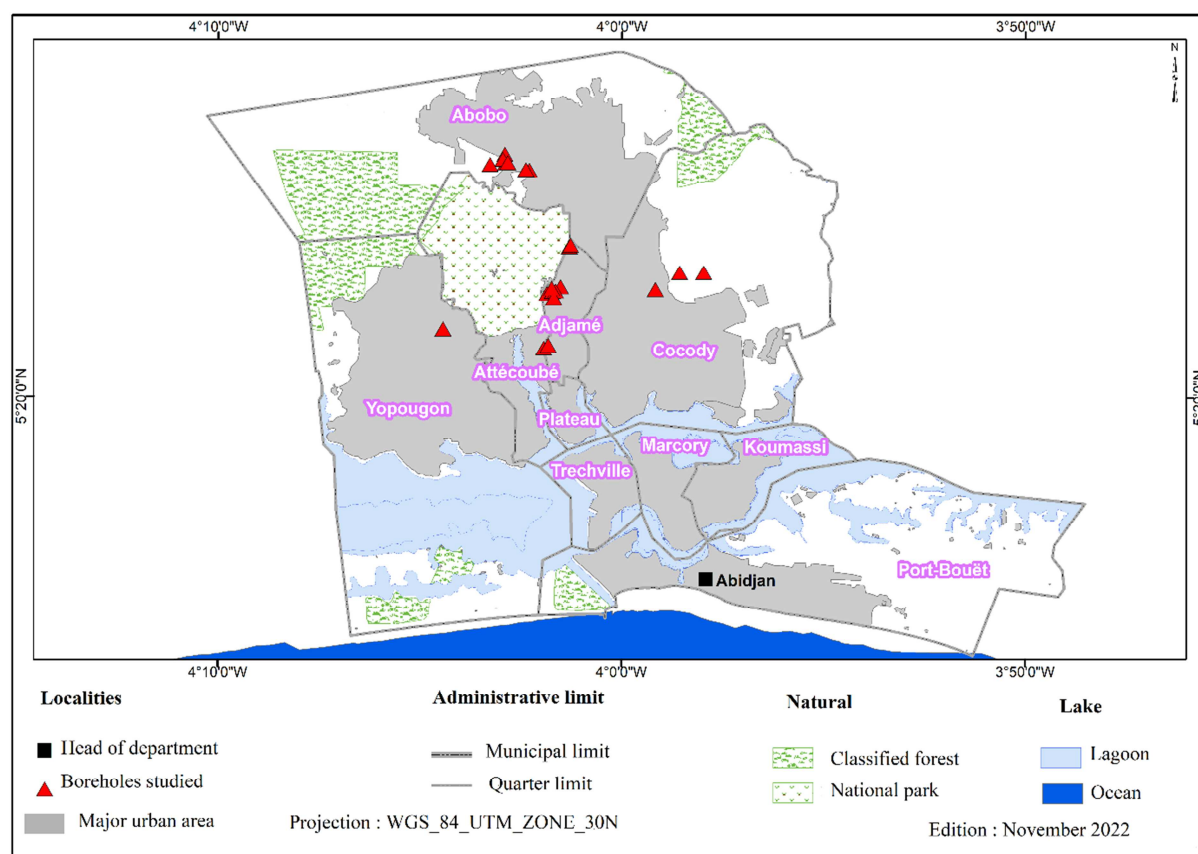 4°10'0"W 4°0'0"W 3°50'0"W
N
Abobo
Adjamé
Cocody
Attécoubé
5°20'0"N
5°20'0"N
Yopougon
Plateau
Marcory
Koumassi
Trechville
Port-Bouët
Abidjan
4°10'0"W 4°0'0"W 3°50'0"W
Localities
Head of department
Boreholes studied
Major urban area
Administrative limit
Municipal limit
Quarter limit
Projection : WGS_84_UTM_ZONE_30N
Natural
Classified forest
National park
Lake
Lagoon
Ocean
Edition : November 2022